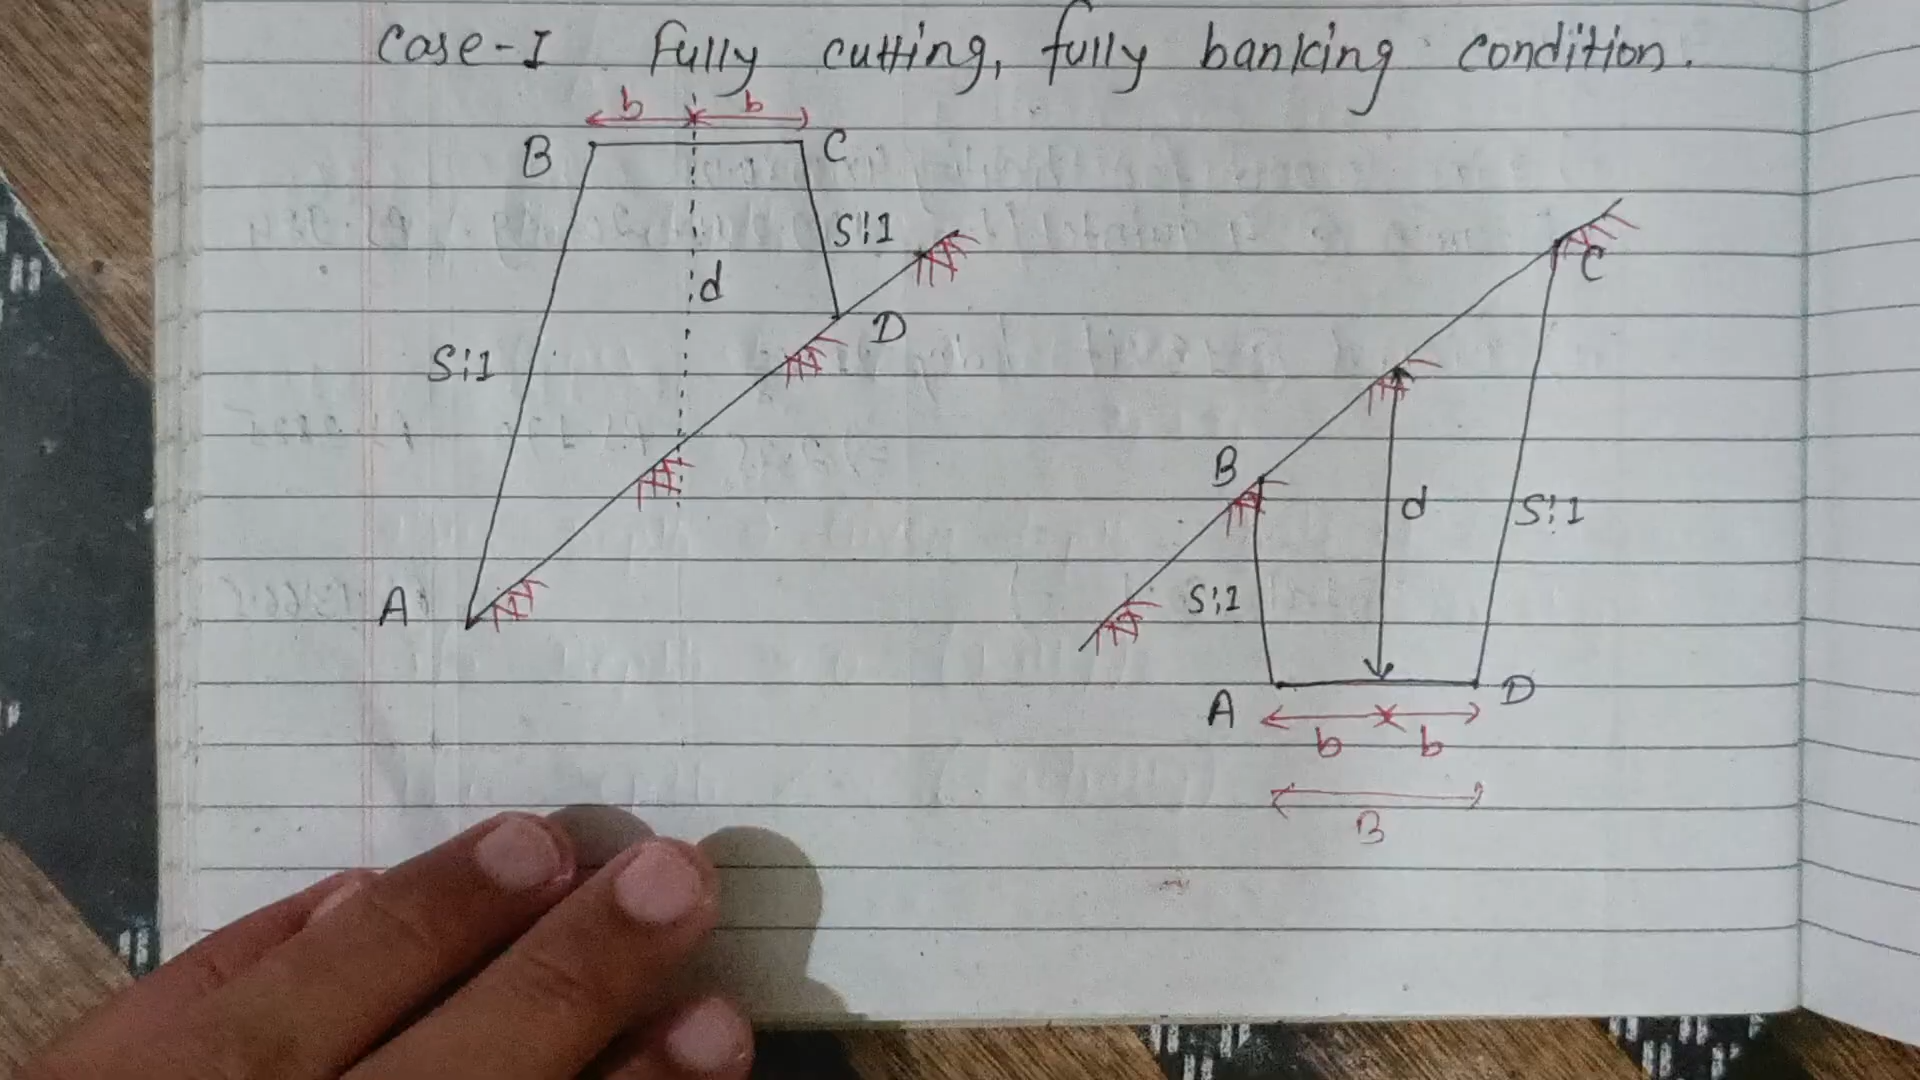 Case-I Fully cutting, fully banking condition.
b b
B C
S:1
d
D
S:1
A
C
B
d
S:1
S:1
A D
b b
B